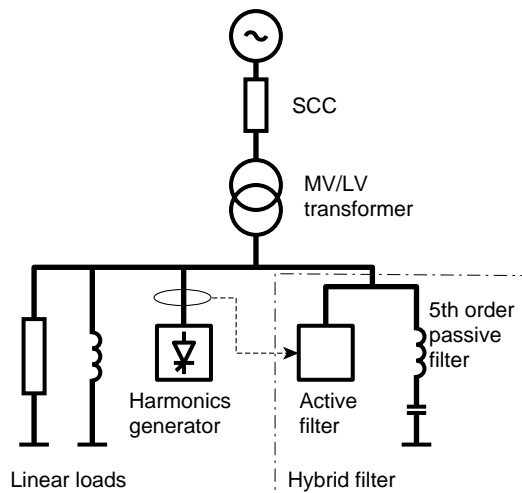 SCC
MV/LV
transformer
5th order
passive
filter
Harmonics
generator
Active
filter
Linear loads
Hybrid filter